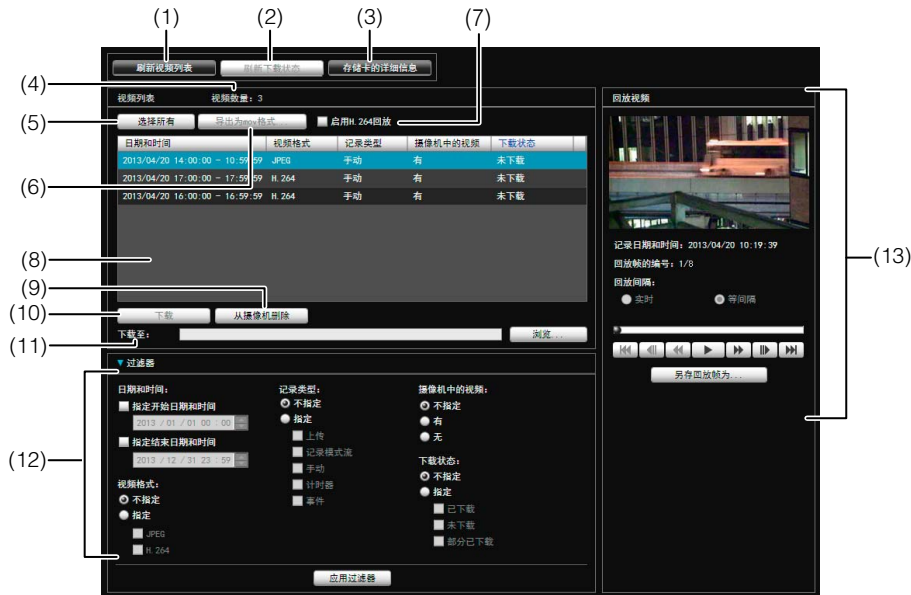 (1)
(2)
(3)
(7)
刷新视频列表
刷新下载状态
存储卡的详细信息
(4)
视频列表 视频数量: 3
(5)
选择所有
导出为mov格式...
启用H.264回放
日期和时间 视频格式 记录类型 摄像机中的视频 下载状态
2013/04/20 14:00:00 - 10:59:59 JPEG 手动 有 未下载
2013/04/20 17:00:00 - 17:59:59 H.264 手动 有 未下载
(6)
2013/04/20 16:00:00 - 16:59:59 H.264 手动 有 未下载
(8)
(9)
(10)
下载
从摄像机删除
(11)
下载至:
浏览...
(12)
▼过滤器
日期和时间:
指定开始日期和时间
2013 / 01 / 01 00 : 00
指定结束日期和时间
2013 / 12 / 31 23 : 59
视频格式:
不指定
指定
JPEG
H.264
记录类型:
不指定
指定
上传
记录模式流
手动
计时器
事件
摄像机中的视频:
不指定
有
无
下载状态:
不指定
指定
已下载
未下载
部分已下载
应用过滤器
回放视频
(13)
记录日期和时间: 2013/04/20 10:19:39
回放帧的编号: 1/8
回放间隔:
实时 等间隔
另存回放帧为...